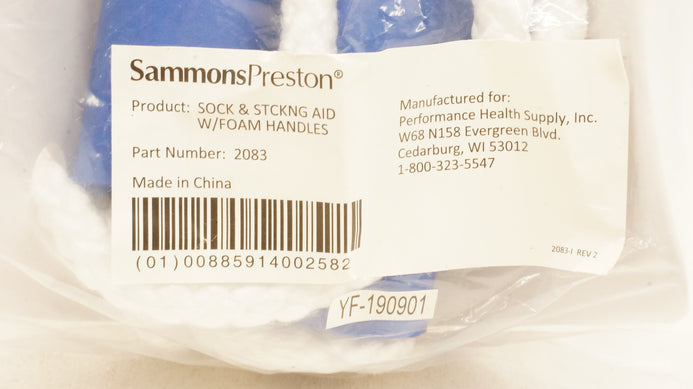 SammonsPreston®
Product: SOCK & STCKNG AID
W/FOAM HANDLES
Part Number: 2083
Made in China
(01)00885914002582
Manufactured for:
Performance Health Supply, Inc.
W68 N158 Evergreen Blvd.
Cedarburg, WI 53012
1-800-323-5547
2083-I REV 2
YF-190901